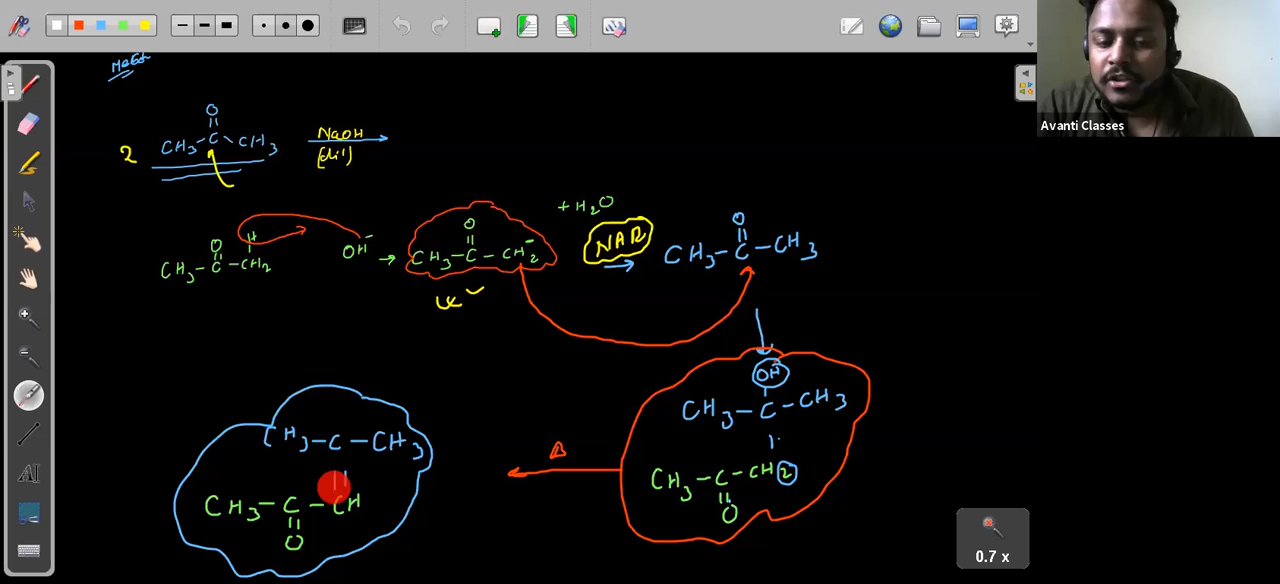 Avanti Classes
O
2 CH3-C-CH3 NaOH
(dil)
+ H2O
O H OH⁻ → O NAR O
CH3-C-CH2 CH3-C-CH2⁻ → CH3-C-CH3
OH
CH3-C-CH3
CH3-C-CH2
O
Δ
CH3-C-CH3
CH3-C-CH
O
0.7 x